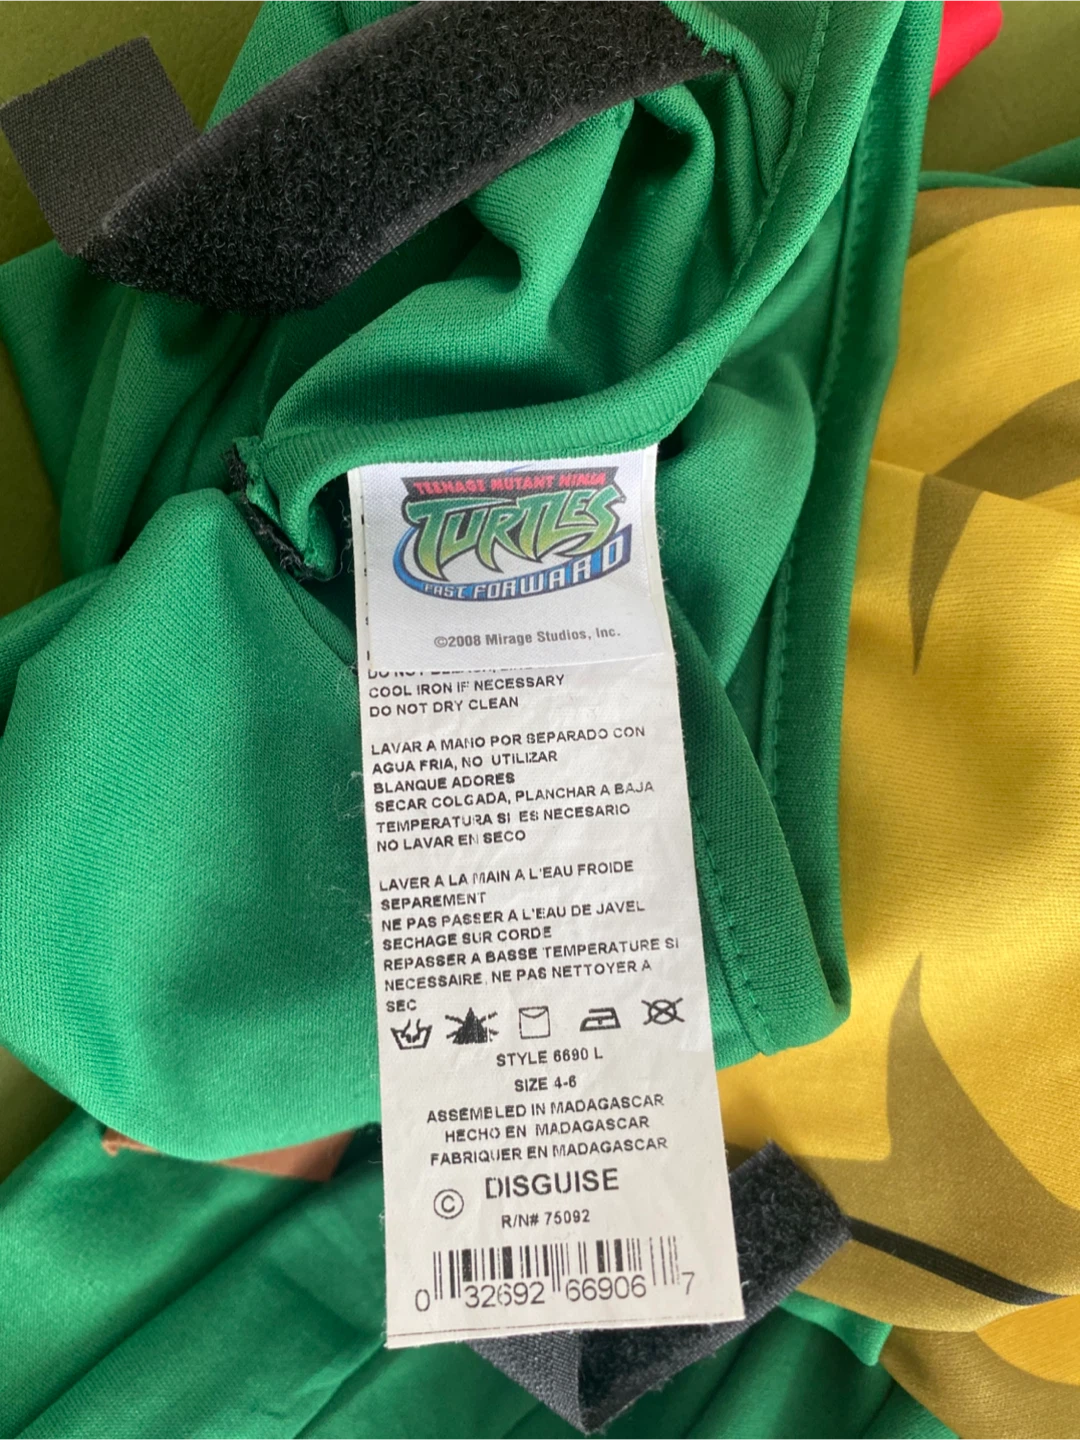 TEENAGE MUTANT NINJA
TURTLES
FAST FORWARD
©2008 Mirage Studios, Inc.
DO NOT
COOL IRON IF NECESSARY
DO NOT DRY CLEAN
LAVAR A MANO POR SEPARADO CON
AGUA FRIA, NO UTILIZAR
BLANQUE ADORES
SECAR COLGADA, PLANCHAR A BAJA
TEMPERATURA SI ES NECESARIO
NO LAVAR EN SECO
LAVER A LA MAIN A L'EAU FROIDE
SEPAREMENT
NE PAS PASSER A L'EAU DE JAVEL
SECHAGE SUR CORDE
REPASSER A BASSE TEMPERATURE SI
NECESSAIRE, NE PAS NETTOYER A
SEC
STYLE 6690 L
SIZE 4-6
ASSEMBLED IN MADAGASCAR
HECHO EN MADAGASCAR
FABRIQUER EN MADAGASCAR
© DISGUISE
R/N# 75092
0 32692 66906 7